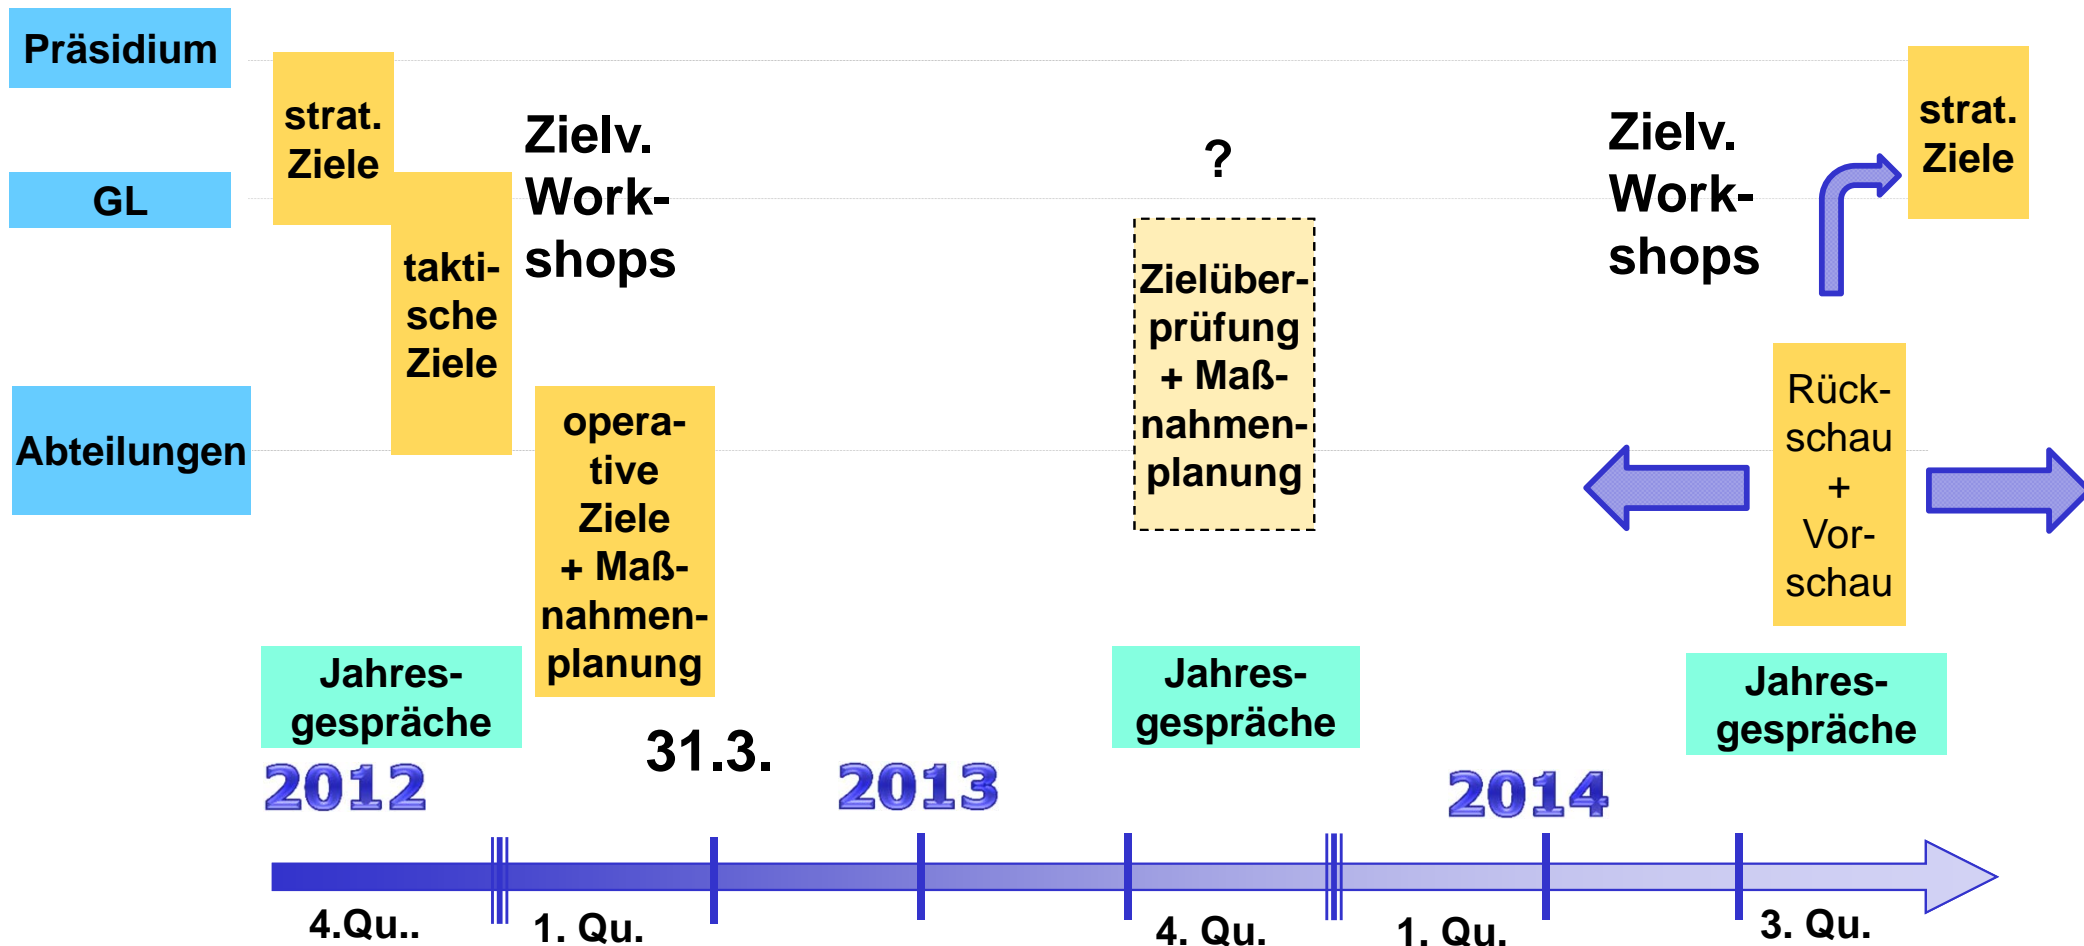 Präsidium
GL
Abteilungen
strat.
Ziele
takti-
sche
Ziele
Zielv.
Work-
shops
opera-
tive
Ziele
+ Maß-
nahmen-
planung
?
Zielüber-
prüfung
+ Maß-
nahmen-
planung
Zielv.
Work-
shops
strat.
Ziele
Rück-
schau
+
Vor-
schau
Jahres-
gespräche
31.3.
Jahres-
gespräche
Jahres-
gespräche
2012
2013
2014
4.Qu..
1. Qu.
4. Qu.
1. Qu.
3. Qu.